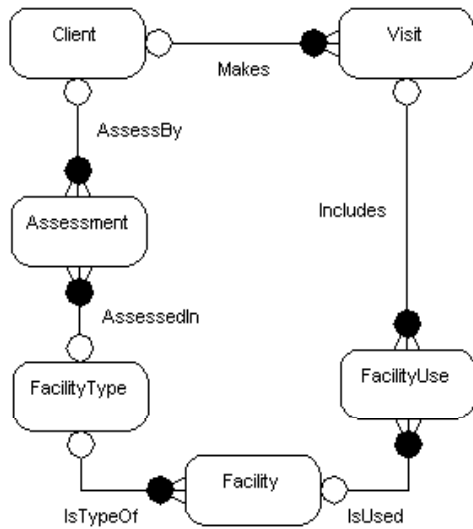 Client
Visit
Makes
AssessBy
Assessment
Includes
AssessedIn
FacilityType
FacilityUse
Facility
IsTypeOf
IsUsed